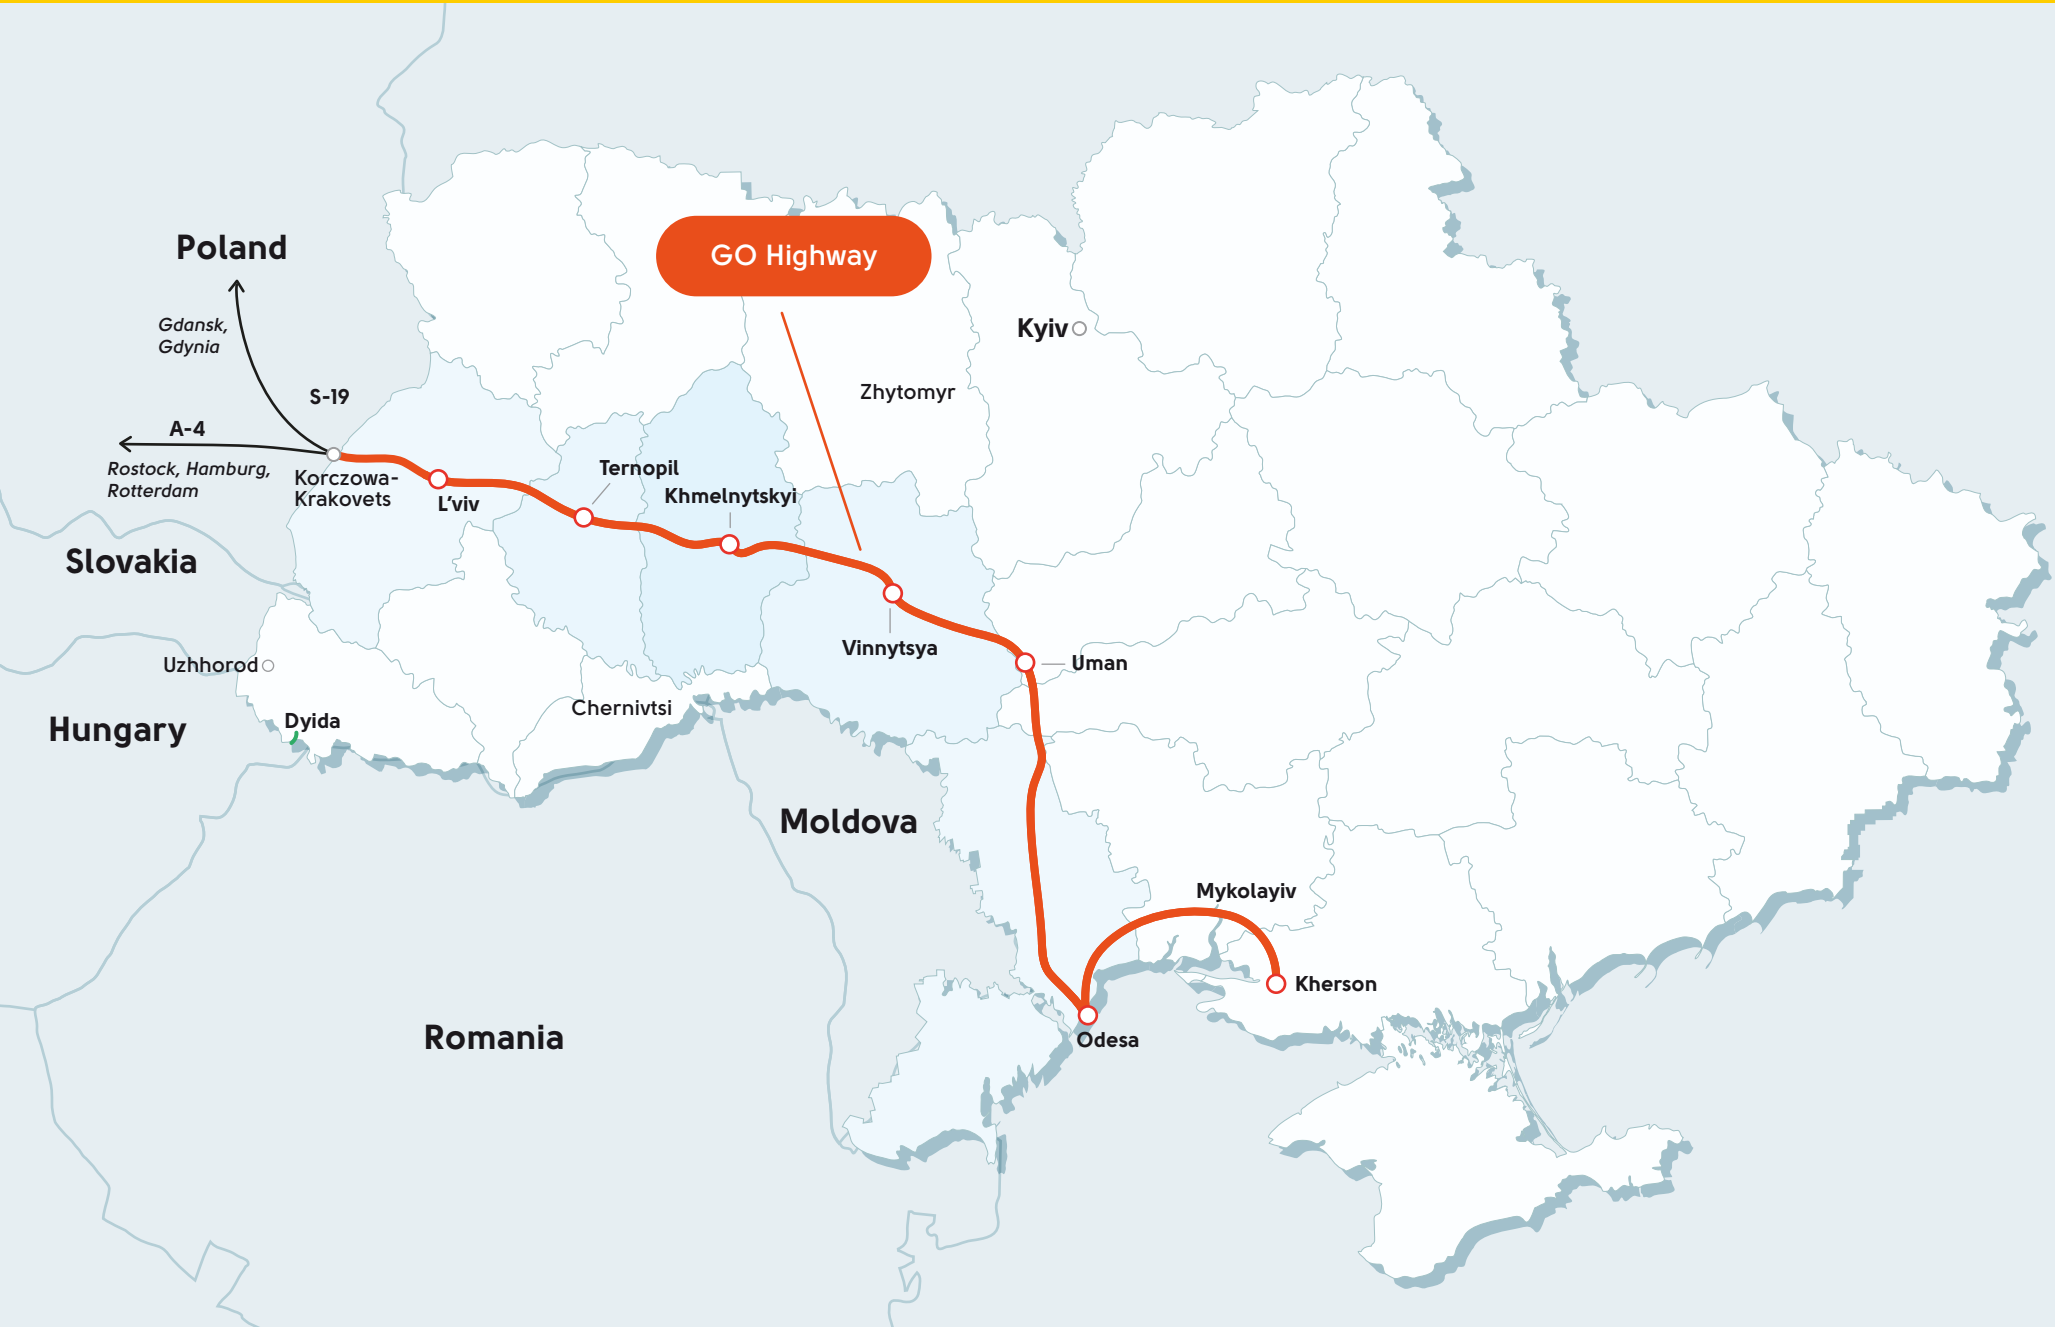 Poland
GO Highway
Gdansk,
Gdynia
Kyiv
S-19
Zhytomyr
A-4
Rostock, Hamburg,
Rotterdam
Korczowa-
Krakovets
L’viv
Ternopil
Khmelnytskyi
Slovakia
Vinnytsya
Uman
Uzhhorod
Chernivtsi
Dyida
Hungary
Moldova
Mykolayiv
Kherson
Romania
Odesa